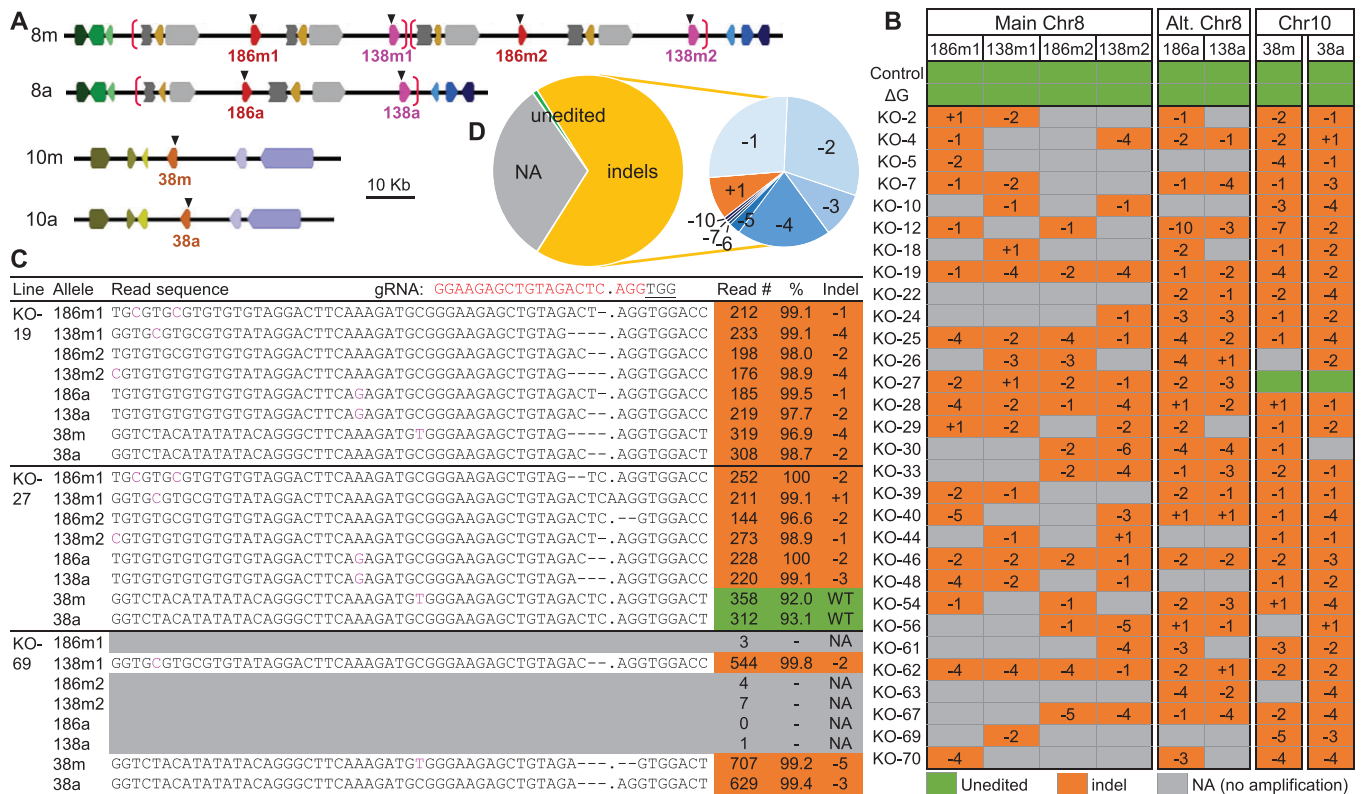 A
8m
186m1
138m1
186m2
138m2
8a
186a
138a
10m
38m
10 Kb
10a
38a
D
unedited
NA
indels
-1
-2
-3
-4
-5
-6
-7
-10
+1
C
Line Allele Read sequence gRNA: GGAAGAGCTGTAGACTC.AGGTGG Read # % Indel
KO-19 186m1 TGCGTGCGTGTGTGTAGGACTTCAAAGATGCGGGAAGAGCTGTAGACT-.AGGTGGACC 212 99.1 -1
138m1 GGTGCGTGCGTGTATAGGACTTCAAAGATGCGGGAAGAGCTGTAG----.AGGTGGACC 233 99.1 -4
186m2 TGTGTGCGTGTGTGTAGGACTTCAAAGATGCGGGAAGAGCTGTAGAC--.AGGTGGACC 198 98.0 -2
138m2 CGTGTGTGTGTGTATAGGACTTCAAAGATGCGGGAAGAGCTGTAG----.AGGTGGACC 176 98.9 -4
186a TGTGTGTGTGTGTGTAGGACTTCAGAGATGCGGGAAGAGCTGTAGACT-.AGGTGGACC 185 99.5 -1
138a TGTGTGTGTGTGTATAGGACTTCAGAGATGCGGGAAGAGCTGTAGAC--.AGGTGGACC 219 97.7 -2
38m GGTCTACATATATACAGGGCTTCAAAGATGTGGGAAGAGCTGTAG----.AGGTGGACT 319 96.9 -4
38a GGTCTACATATATACAGGGCTTCAAAGATGCGGGAAGAGCTGTAGAC--.AGGTGGACT 308 98.7 -2
KO-27 186m1 TGCGTGCGTGTGTGTAGGACTTCAAAGATGCGGGAAGAGCTGTAG--TC.AGGTGGACC 252 100 -2
138m1 GGTGCGTGCGTGTATAGGACTTCAAAGATGCGGGAAGAGCTGTAGACTCAAGGTGGACC 211 99.1 +1
186m2 TGTGTGCGTGTGTGTAGGACTTCAAAGATGCGGGAAGAGCTGTAGACTC.--GTGGACC 144 96.6 -2
138m2 CGTGTGTGTGTGTATAGGACTTCAAAGATGCGGGAAGAGCTGTAGACT-.AGGTGGACC 273 98.9 -1
186a TGTGTGTGTGTGTGTAGGACTTCAGAGATGCGGGAAGAGCTGTAGAC--.AGGTGGACC 228 100 -2
138a TGTGTGTGTGTGTATAGGACTTCAGAGATGCGGGAAGAGCTGTAGA---.AGGTGGACC 220 99.1 -3
38m GGTCTACATATATACAGGGCTTCAAAGATGTGGGAAGAGCTGTAGACTC.AGGTGGACT 358 92.0 WT
38a GGTCTACATATATACAGGGCTTCAAAGATGCGGGAAGAGCTGTAGACTC.AGGTGGACT 312 93.1 WT
KO-69 186m1 3 - NA
138m1 GGTGCGTGCGTGTATAGGACTTCAAAGATGCGGGAAGAGCTGTAGAC--.AGGTGGACC 544 99.8 -2
186m2 4 - NA
138m2 7 - NA
186a 0 - NA
138a 1 - NA
38m GGTCTACATATATACAGGGCTTCAAAGATGTGGGAAGAGCTGTAGA---.--GTGGACT 707 99.2 -5
38a GGTCTACATATATACAGGGCTTCAAAGATGCGGGAAGAGCTGTAGA---.AGGTGGACT 629 99.4 -3
B
Main Chr8 Alt. Chr8 Chr10
186m1 138m1 186m2 138m2 186a 138a 38m 38a
Control
ΔG
KO-2 +1 -2 -1 -2 -1
KO-4 -1 -4 -2 -1 -2 +1
KO-5 -2 -4 -1
KO-7 -1 -2 -1 -4 -1 -3
KO-10 -1 -1 -3 -4
KO-12 -1 -1 -10 -3 -7 -2
KO-18 +1 -2 -1 -2
KO-19 -1 -4 -2 -4 -1 -2 -4 -2
KO-22 -2 -1 -2 -2
KO-24 -1 -1 -3 -2 -4
KO-25 -4 -2 -4 -1 -4 -2 -1 -4
KO-26 -3 -3 -4 +1 -2
KO-27 -2 +1 -2 -1 -2 -3
KO-28 -4 -2 -1 -4 +1 -2 +1 -1
KO-29 +1 -2 -2 -2 -1 -2
KO-30 -2 -6 -4 -4 -1
KO-33 -2 -4 -1 -3 -2 -1
KO-39 -2 -1 -2 -1 -1 -1
KO-40 -5 -3 +1 +1 -1 -4
KO-44 -1 +1 -1 -1
KO-46 -2 -2 -2 -1 -2 -2 -2 -3
KO-48 -4 -2 -1 -1 -2
KO-54 -1 -1 -2 -3 +1 -4
KO-56 -1 -5 +1 -1 +1
KO-61 -4 -3 -3 -2
KO-62 -4 -4 -4 -1 -2 +1 -2 -2
KO-63 -4 -2 -4
KO-67 -5 -4 -1 -4 -2 -4
KO-69 -2 -5 -3
KO-70 -4 -3 -4 -4
Unedited indel NA (no amplification)